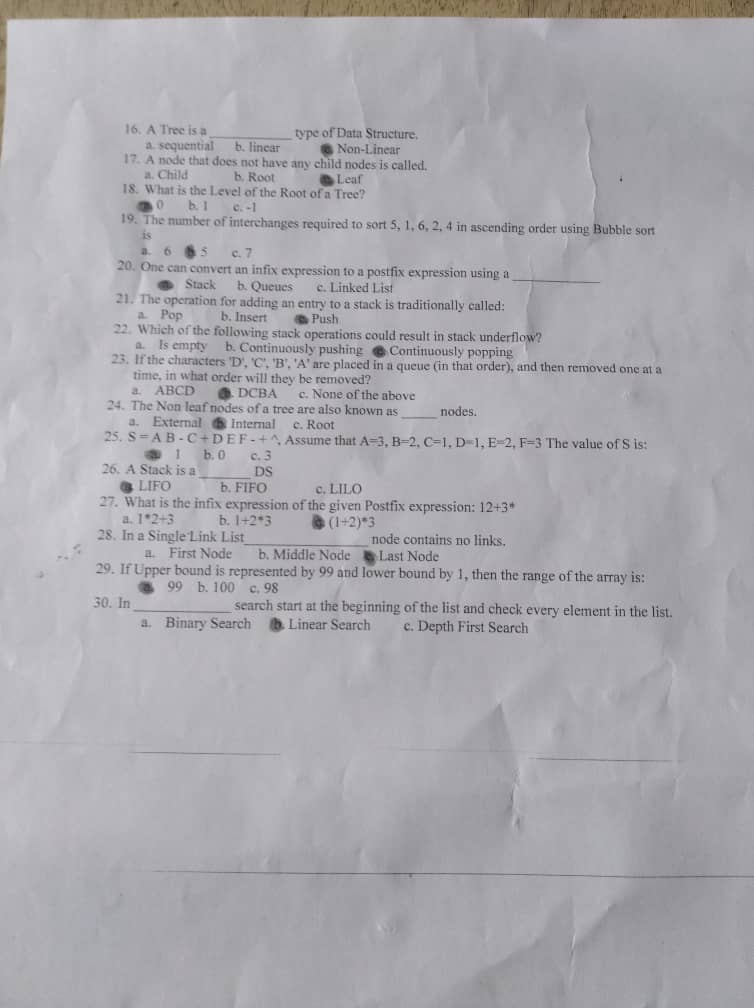 16. A Tree is a ____________ type of Data Structure.
a. sequential b. linear c. Non-Linear
17. A node that does not have any child nodes is called.
a. Child b. Root c. Leaf
18. What is the Level of the Root of a Tree?
a. 0 b. 1 c. -1
19. The number of interchanges required to sort 5, 1, 6, 2, 4 in ascending order using Bubble sort
is
a. 6 b. 5 c. 7
20. One can convert an infix expression to a postfix expression using a ____________
a. Stack b. Queues c. Linked List
21. The operation for adding an entry to a stack is traditionally called:
a. Pop b. Insert c. Push
22. Which of the following stack operations could result in stack underflow?
a. Is empty b. Continuously pushing c. Continuously popping
23. If the characters 'D', 'C', 'B', 'A' are placed in a queue (in that order), and then removed one at a
time, in what order will they be removed?
a. ABCD b. DCBA c. None of the above
24. The Non leaf nodes of a tree are also known as _____ nodes.
a. External b. Internal c. Root
25. S = A B - C + D E F - + ^, Assume that A=3, B=2, C=1, D=1, E=2, F=3 The value of S is:
a. 1 b. 0 c. 3
26. A Stack is a ________ DS
a. LIFO b. FIFO c. LILO
27. What is the infix expression of the given Postfix expression: 12+3*
a. 1*2+3 b. 1+2*3 c. (1+2)*3
28. In a Single Link List__________________ node contains no links.
a. First Node b. Middle Node c. Last Node
29. If Upper bound is represented by 99 and lower bound by 1, then the range of the array is:
a. 99 b. 100 c. 98
30. In ______________ search start at the beginning of the list and check every element in the list.
a. Binary Search b. Linear Search c. Depth First Search